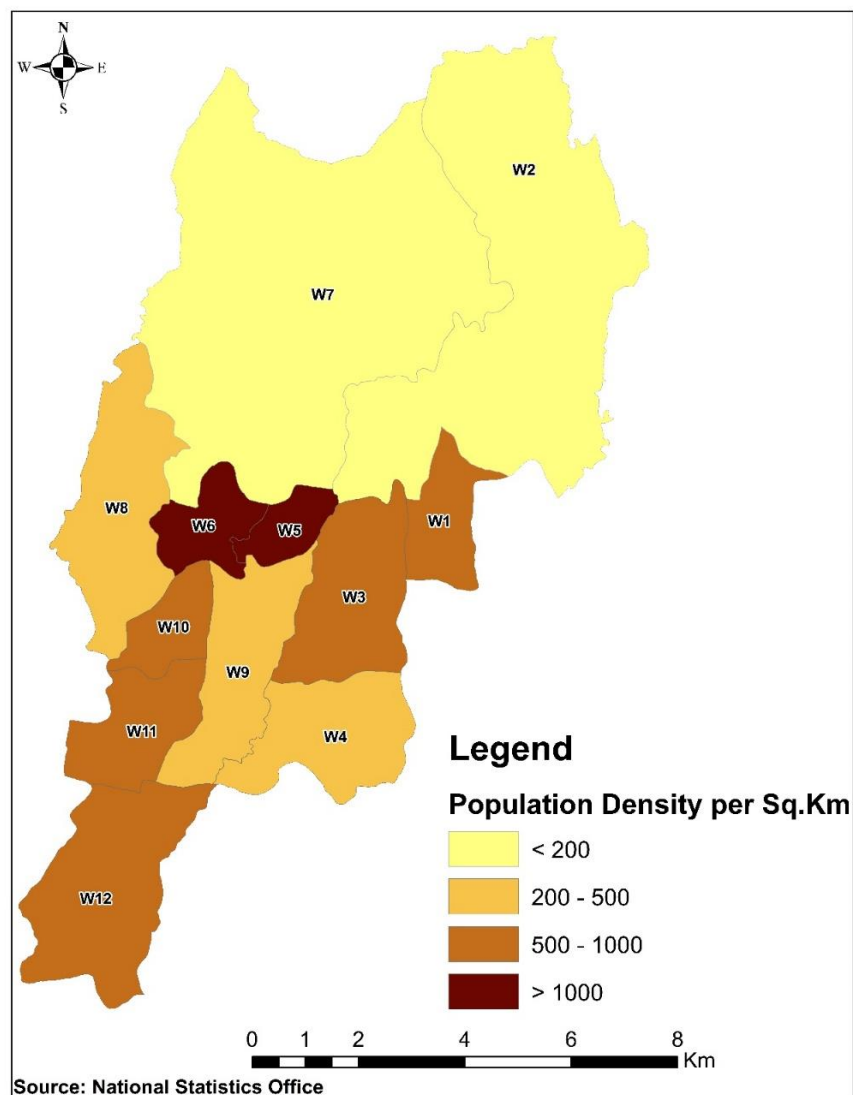 N
W E
S
W2
W7
W8
W6
W5
W1
W3
W10
W9
W11
W4
W12
Legend
Population Density per Sq.Km
< 200
200 - 500
500 - 1000
> 1000
0 1 2 4 6 8
Km
Source: National Statistics Office